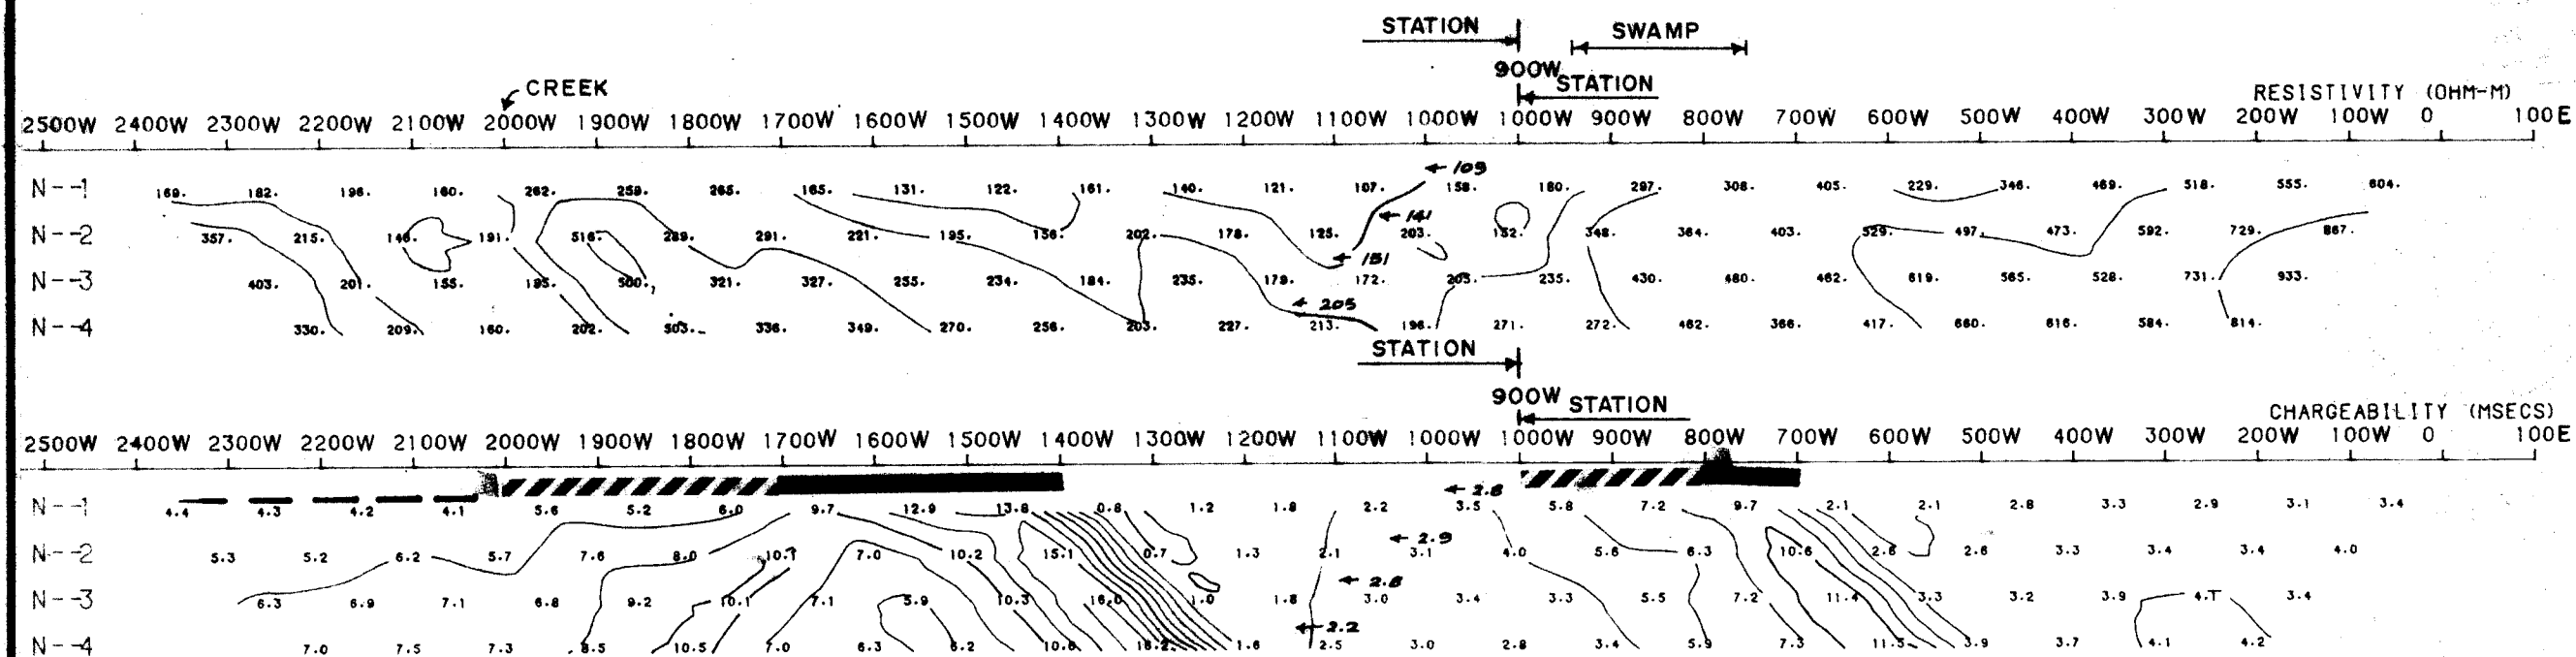 STATION SWAMP
900W
CREEK STATION RESISTIVITY (OHM-M)
2500W 2400W 2300W 2200W 2100W 2000W 1900W 1800W 1700W 1600W 1500W 1400W 1300W 1200W 1100W 1000W 1000W 900W 800W 700W 600W 500W 400W 300W 200W 100W 0 100E
← 109
N--1 169. 182. 196. 160. 262. 259. 265. 165. 131. 122. 161. 140. 121. 107. 158. 180. 297. 308. 405. 229. 346. 469. 518. 555. 604.
← 141
N--2 357. 215. 146. 191. 516. 289. 291. 221. 195. 156. 202. 178. 125. 203. 152. 348. 364. 403. 529. 497. 473. 592. 729. 867.
← 151
N--3 403. 201. 155. 195. 500. 321. 327. 255. 234. 184. 235. 179. 172. 205. 235. 430. 480. 462. 619. 565. 528. 731. 933.
← 205
N--4 330. 209. 160. 202. 503. 336. 349. 270. 256. 203. 227. 213. 196. 271. 272. 462. 366. 417. 660. 616. 584. 814.
STATION
900W STATION CHARGEABILITY (MSECS)
2500W 2400W 2300W 2200W 2100W 2000W 1900W 1800W 1700W 1600W 1500W 1400W 1300W 1200W 1100W 1000W 1000W 900W 800W 700W 600W 500W 400W 300W 200W 100W 0 100E
← 2.8
N--1 4.4 4.3 4.2 4.1 5.6 5.2 6.0 9.7 12.9 13.8 0.8 1.2 1.8 2.2 3.5 5.8 7.2 9.7 2.1 2.1 2.8 3.3 2.9 3.1 3.4
← 2.9
N--2 5.3 5.2 6.2 5.7 7.6 8.0 10.7 7.0 10.2 15.1 0.7 1.3 2.1 3.1 4.0 5.6 6.3 10.6 2.6 2.6 3.3 3.4 3.4 4.0
← 2.8
N--3 6.3 6.9 7.1 6.8 9.2 10.1 7.1 5.9 10.3 16.0 1.0 1.8 3.0 3.4 3.3 5.5 7.2 11.4 3.3 3.2 3.9 4.1 3.4
← 2.2
N--4 7.0 7.5 7.3 8.5 10.5 7.0 6.3 6.2 10.6 16.2 1.6 2.5 3.0 2.8 3.4 5.9 7.3 11.5 3.9 3.7 4.1 4.2